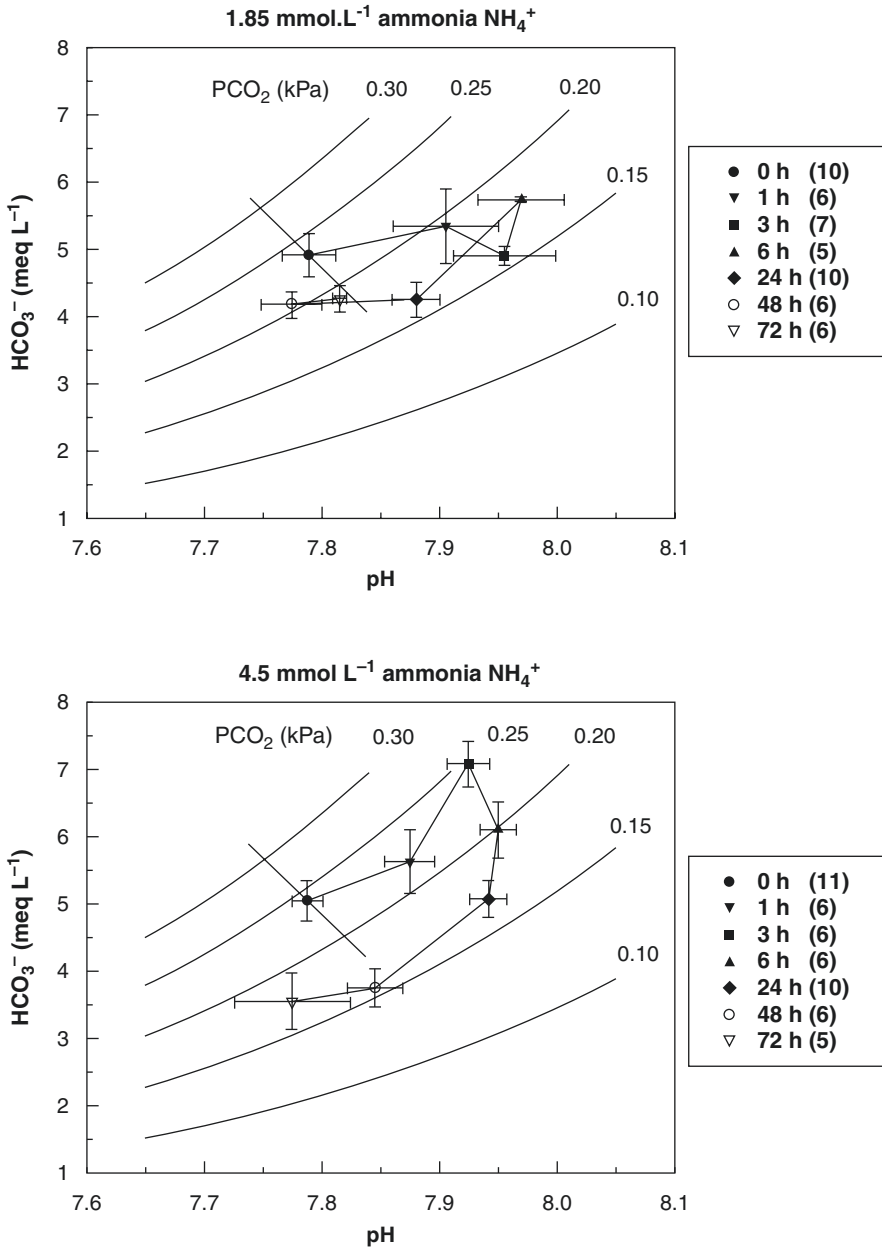 1.85 mmol.L⁻¹ ammonia NH₄⁺
8
7
6
5
4
3
2
1
HCO₃⁻ (meq L⁻¹)
PCO₂ (kPa)
0.30
0.25
0.20
0.15
0.10
7.6 7.7 7.8 7.9 8.0 8.1
pH
0 h (10)
1 h (6)
3 h (7)
6 h (5)
24 h (10)
48 h (6)
72 h (6)
4.5 mmol L⁻¹ ammonia NH₄⁺
8
7
6
5
4
3
2
1
HCO₃⁻ (meq L⁻¹)
PCO₂ (kPa)
0.30
0.25
0.20
0.15
0.10
7.6 7.7 7.8 7.9 8.0 8.1
pH
0 h (11)
1 h (6)
3 h (6)
6 h (6)
24 h (10)
48 h (6)
72 h (5)